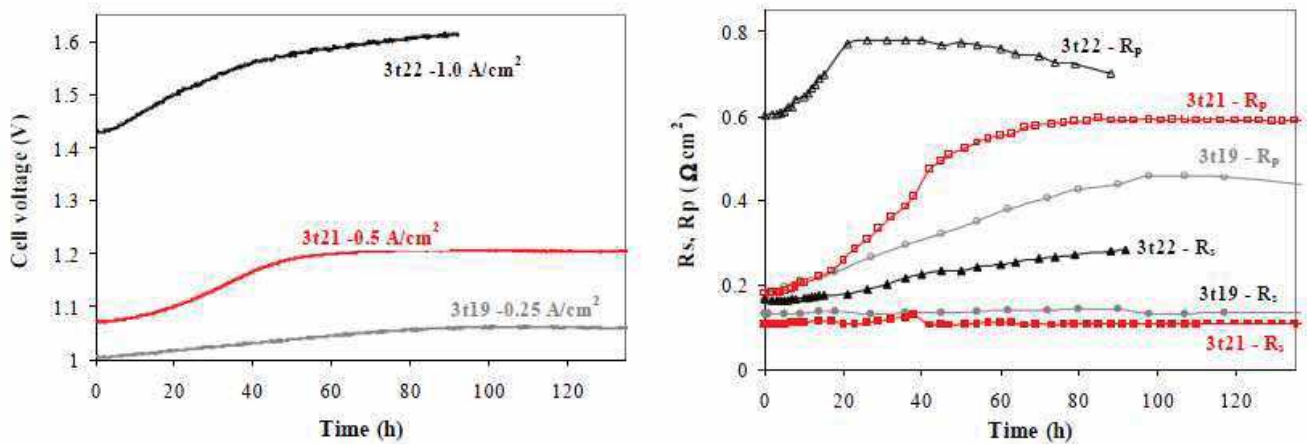 1.6
1.5
1.4
1.3
1.2
1.1
1
Cell voltage (V)
3t22 -1.0 A/cm²
3t21 -0.5 A/cm²
3t19 -0.25 A/cm²
0 20 40 60 80 100 120
Time (h)
0.8
0.6
0.4
0.2
0
Rs, Rp (Ωcm²)
3t22 - Rₚ
3t21 - Rₚ
3t19 - Rₚ
3t22 - Rₛ
3t19 - Rₛ
3t21 - Rₛ
0 20 40 60 80 100 120
Time (h)